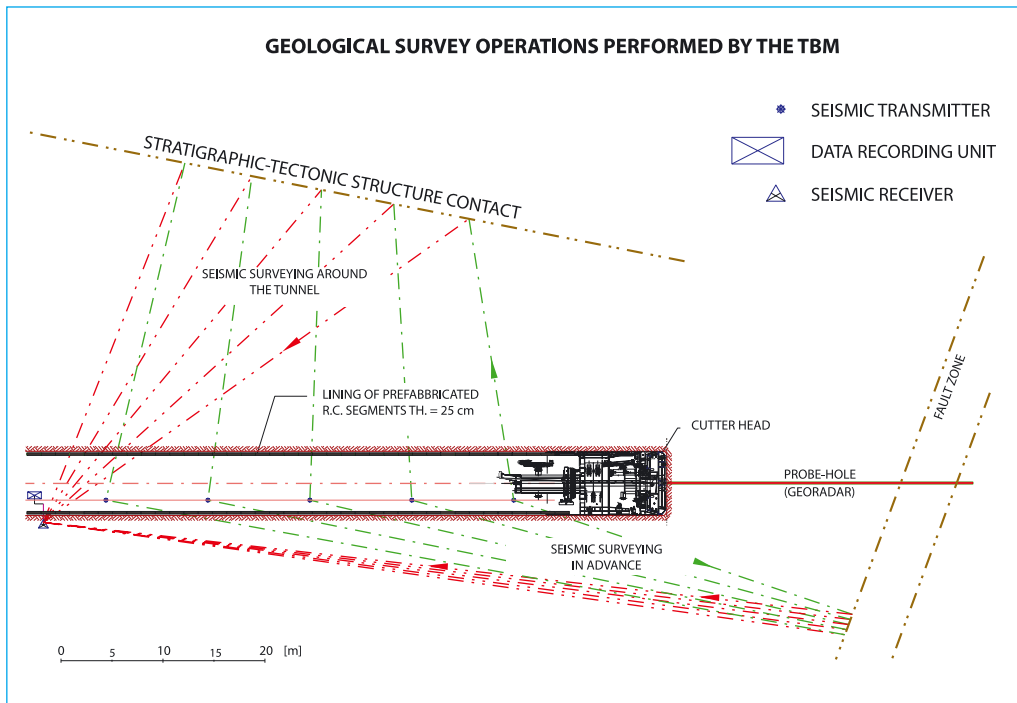 GEOLOGICAL SURVEY OPERATIONS PERFORMED BY THE TBM
SEISMIC TRANSMITTER
DATA RECORDING UNIT
SEISMIC RECEIVER
STRATIGRAPHIC-TECTONIC STRUCTURE CONTACT
SEISMIC SURVEYING AROUND
THE TUNNEL
FAULT ZONE
LINING OF PREFABBRICATED
R.C. SEGMENTS TH. = 25 cm
CUTTER HEAD
PROBE-HOLE
(GEORADAR)
SEISMIC SURVEYING
IN ADVANCE
0 5 10 15 20 [m]